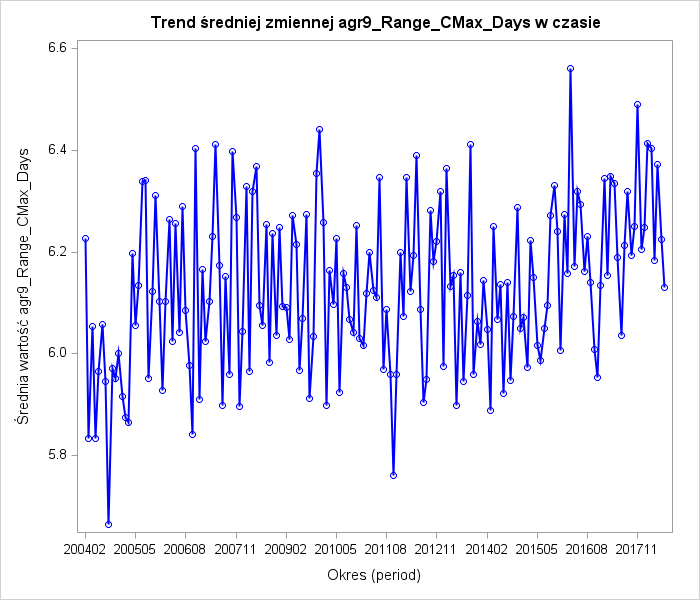 Trend średniej zmiennej agr9_Range_CMax_Days w czasie
Średnia wartość agr9_Range_CMax_Days
6.6
6.4
6.2
6.0
5.8
200402 200505 200608 200711 200902 201005 201108 201211 201402 201505 201608 201711
Okres (period)